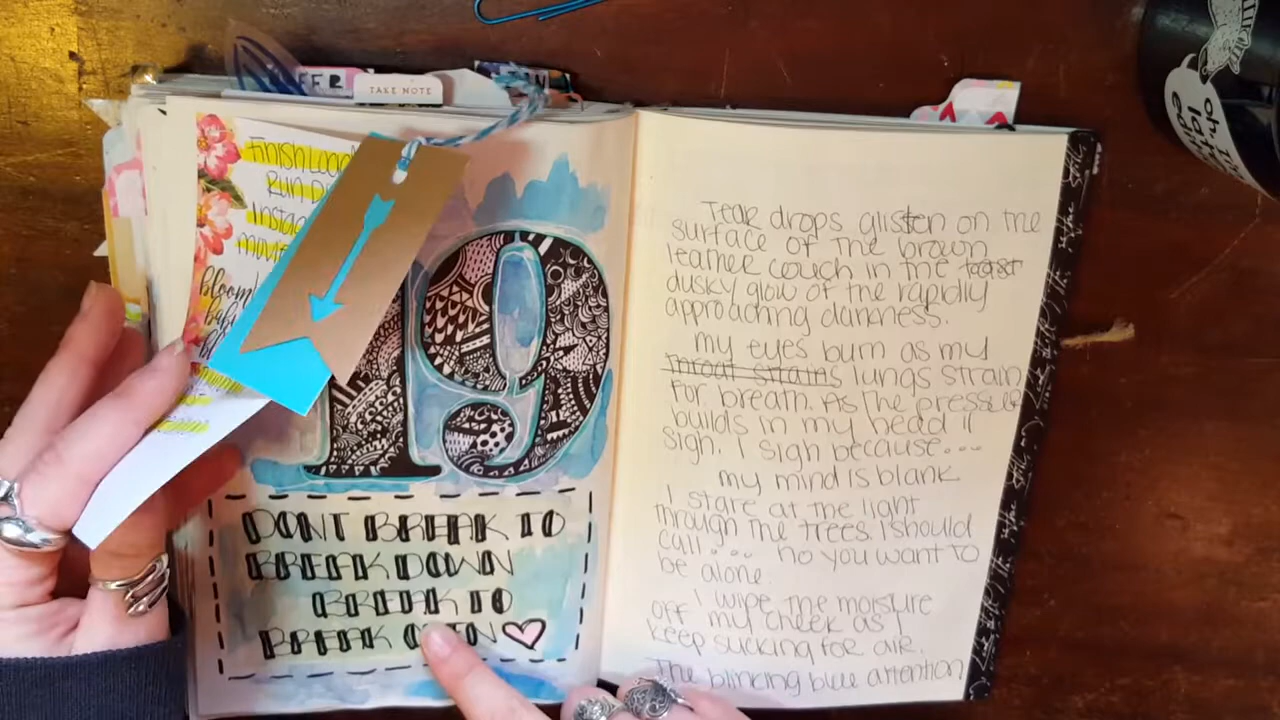 TAKE NOTE
Finish
Run
bloom
19
DONT BREAK TO
BREAK DOWN
BREAK TO
BREAK OPEN
Tear drops glisten on the
surface of the brown
leather couch in the
dusky glow of the rapidly
approaching darkness.
my eyes burn as my
throat strains lungs strain
for breath. As the pressure
builds in my head I
sigh. I sigh because....
my mind is blank
I stare at the light
through the trees. I should
call.... no you want to
be alone.
I wipe the moisture
off my cheek as I
keep sucking for air.
The blinking blue attention